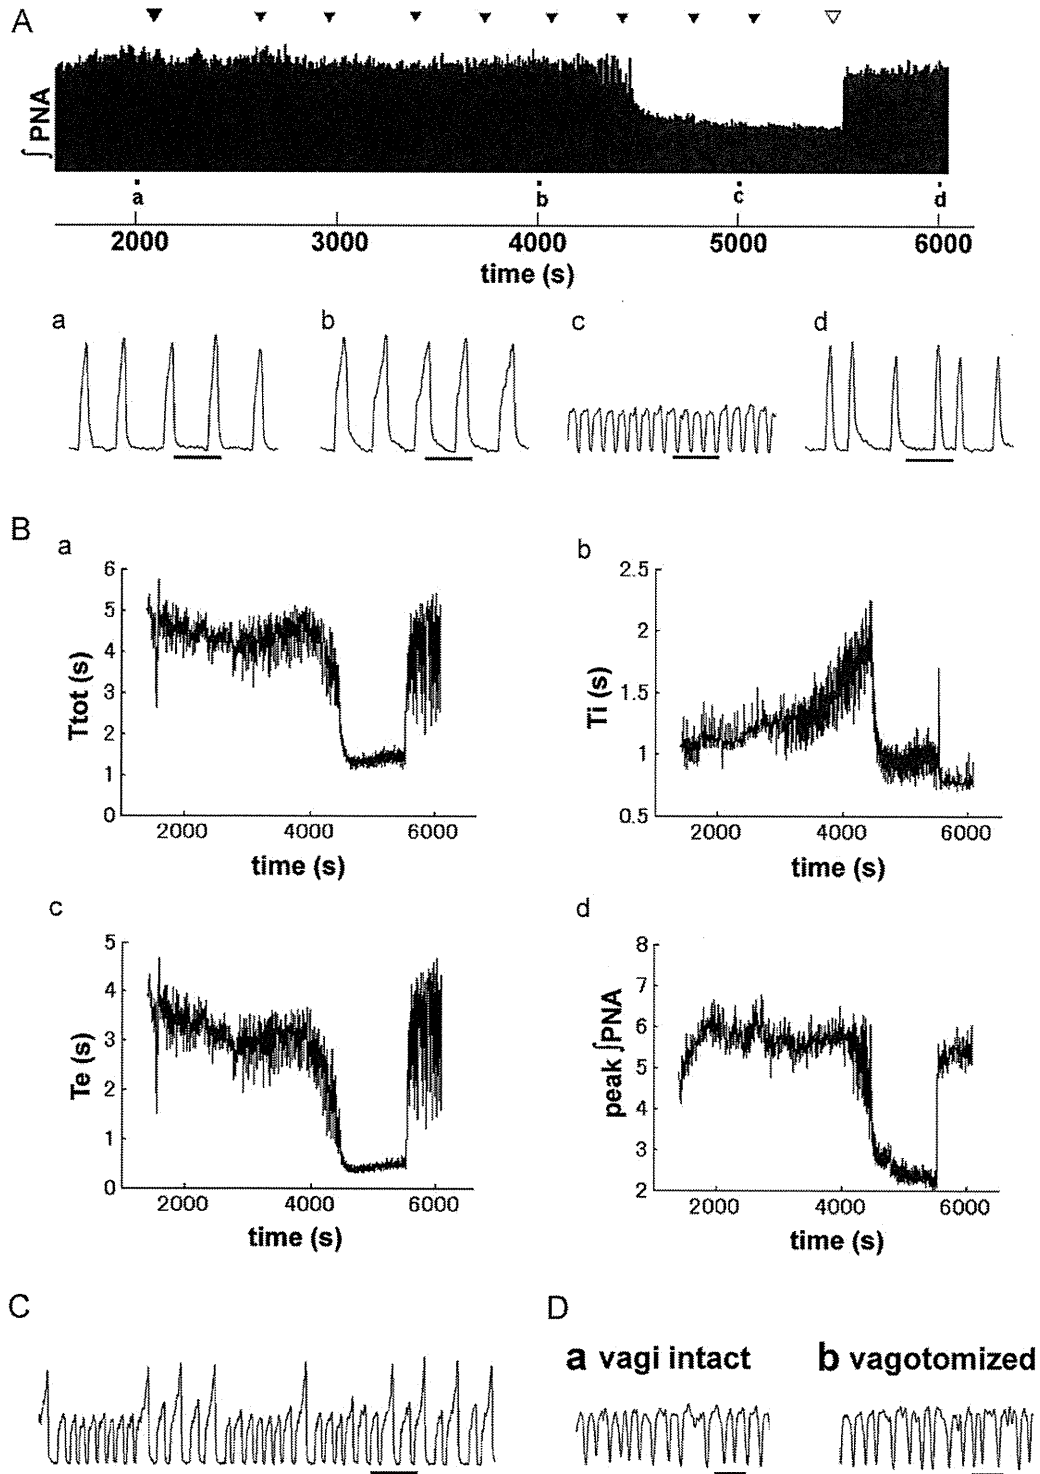 A
∫ PNA
a b c d
2000 3000 4000 5000 6000
time (s)
a b c d
B
a
6
5
4
3
2
1
0
Ttot (s)
2000 4000 6000
time (s)
b
2.5
2
1.5
1
0.5
Ti (s)
2000 4000 6000
time (s)
c
5
4
3
2
1
0
Te (s)
2000 4000 6000
time (s)
d
8
7
6
5
4
3
2
peak ∫PNA
2000 4000 6000
time (s)
C
D
a vagi intact
b vagotomized